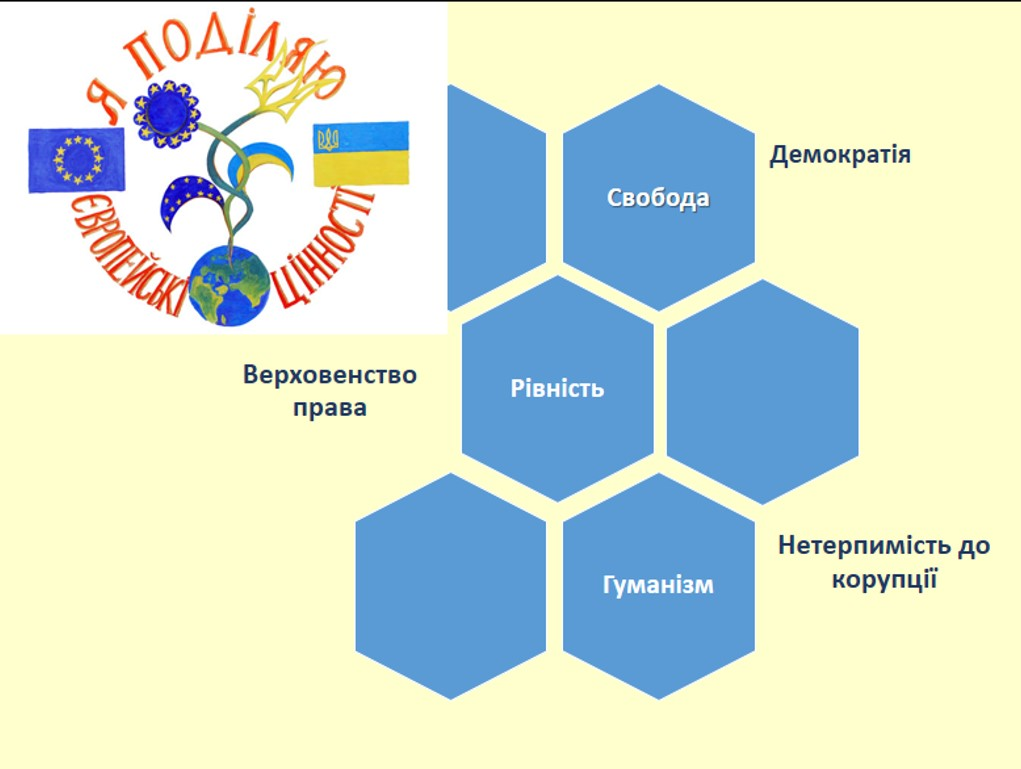 Я ПОДІЛЯЮ
ЄВРОПЕЙСЬКІ ЦІННОСТІ
Свобода
Демократія
Верховенство
права
Рівність
Гуманізм
Нетерпимість до
корупції